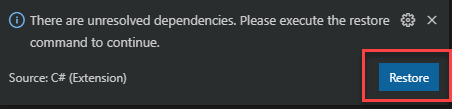 There are unresolved dependencies. Please execute the restore
command to continue.
Source: C# (Extension)
Restore